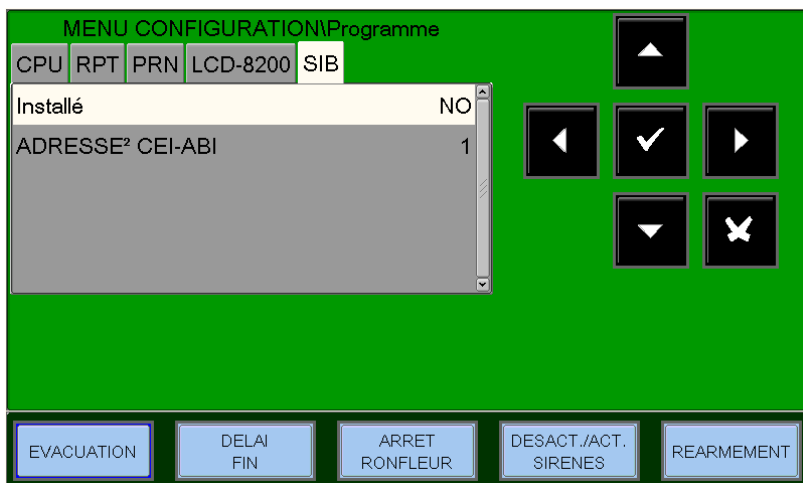 MENU CONFIGURATION\Programme
CPU RPT PRN LCD-8200 SIB
Installé NO
ADRESSE² CEI-ABI 1
EVACUATION
DELAI
FIN
ARRET
RONFLEUR
DESACT./ACT.
SIRENES
REARMEMENT